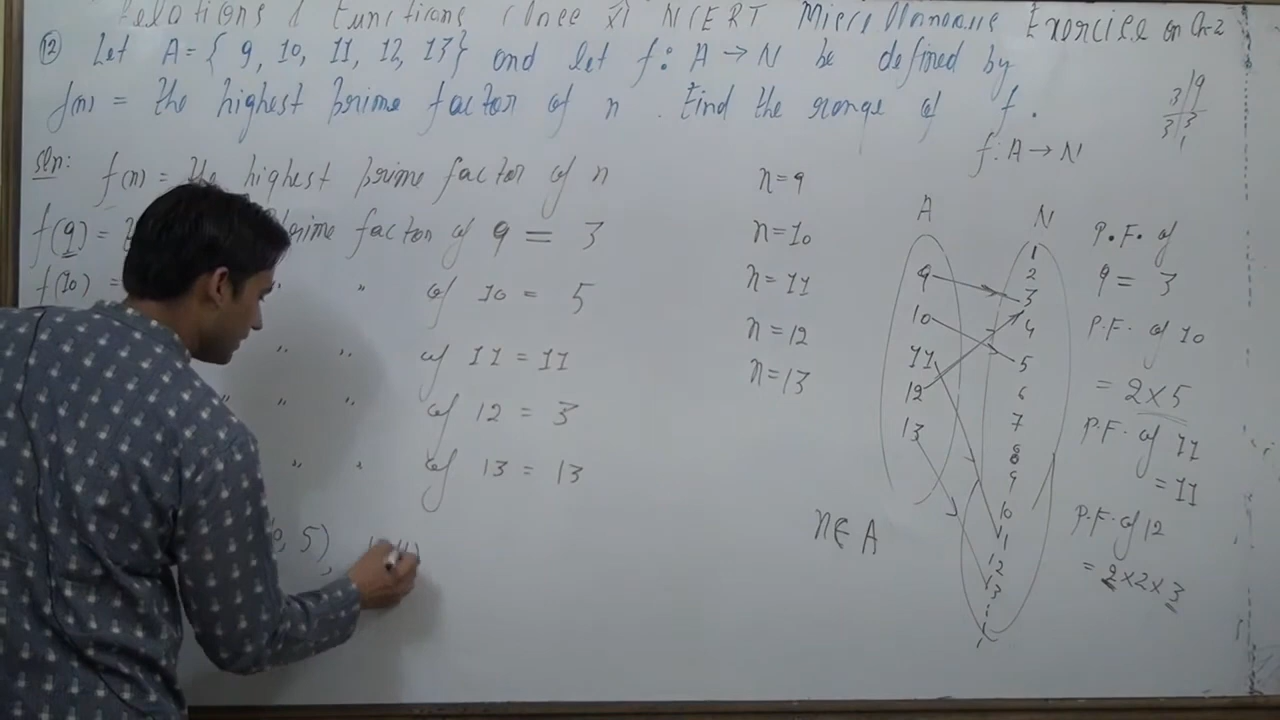 Relations & Functions Class XI NCERT Miscellaneous Exercise on Ch-2
(12) Let A = { 9, 10, 11, 12, 13 } and let f : A → N be defined by
f(n) = the highest prime factor of n . Find the range of f .
3 | 9
3 | 3
1
f : A → N
Soln: f(n) = the highest prime factor of n
f(9) = prime factor of 9 = 3
f(10) = " of 10 = 5
" " of 11 = 11
" " " of 12 = 3
" " of 13 = 13
, 5),
n=9
n=10
n=11
n=12
n=13
n∈A
A
9
10
11
12
13
N
1
2
3
4
5
6
7
8
9
10
11
12
13
P.F. of
9 = 3
P.F. of 10
= 2 × 5
P.F. of 11
= 11
P.F. of 12
= 2×2×3